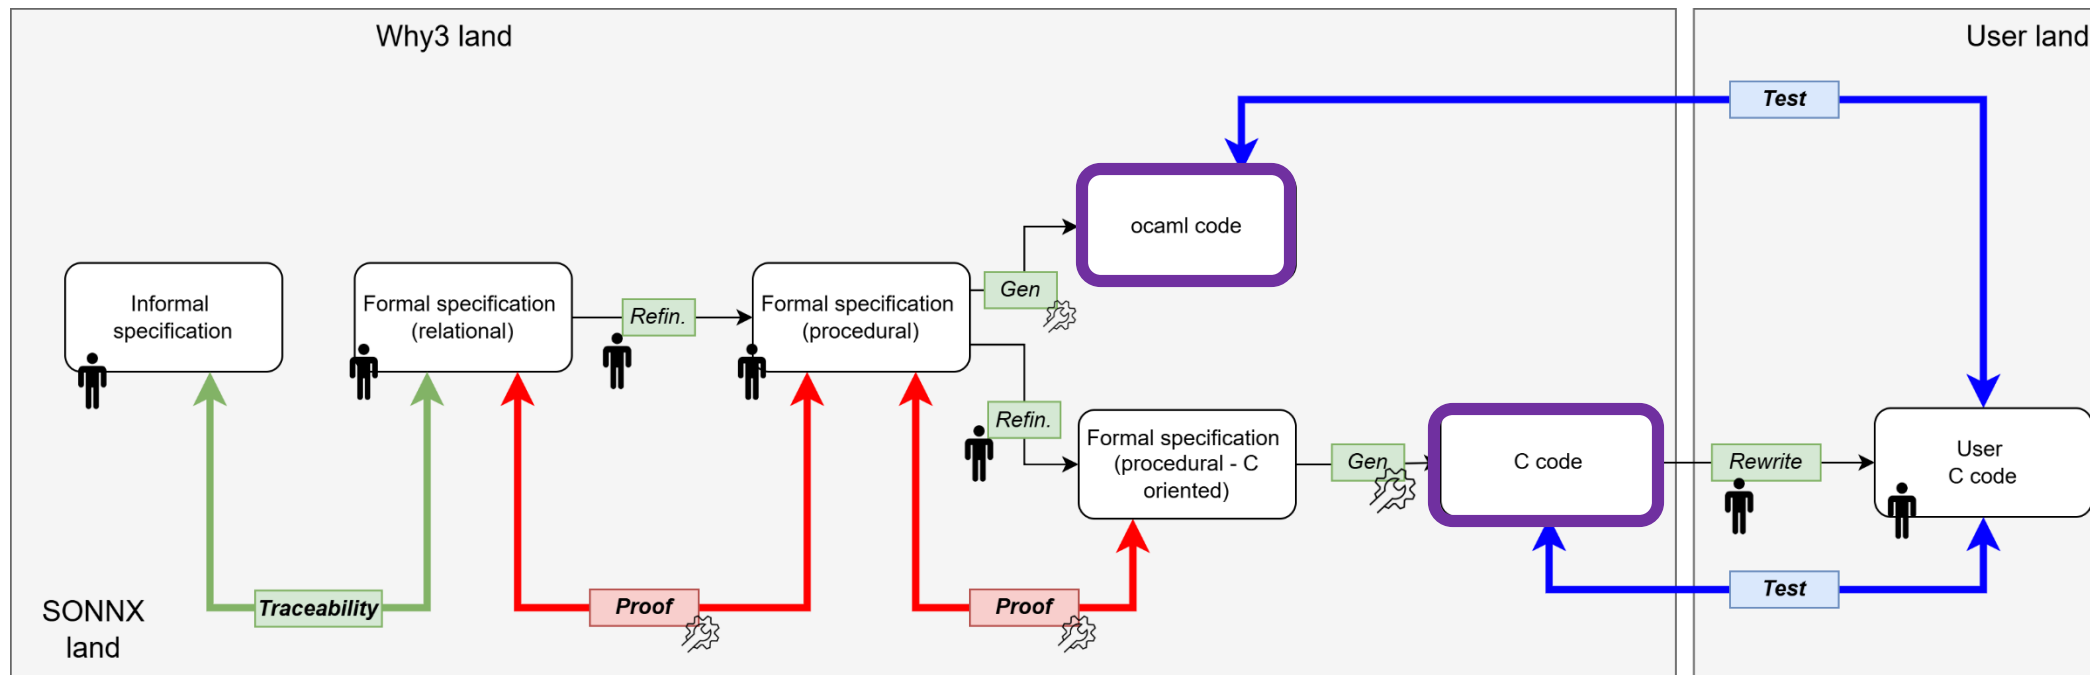 Why3 land
User land
Test
ocaml code
Informal
specification
Formal specification
(relational)
Refin.
Formal specification
(procedural)
Gen
Refin.
Formal specification
(procedural - C
oriented)
Gen
C code
Rewrite
User
C code
SONNX
land
Traceability
Proof
Proof
Test